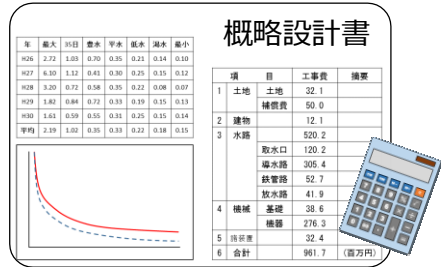 概略設計書
年 最大 35日 豊水 平水 低水 渇水 最小
H26 2.72 1.03 0.70 0.35 0.21 0.14 0.10
H27 6.10 1.12 0.41 0.30 0.25 0.15 0.12
H28 3.20 0.72 0.58 0.35 0.22 0.08 0.07
H29 1.82 0.84 0.72 0.33 0.19 0.15 0.13
H30 1.61 0.59 0.55 0.31 0.25 0.15 0.14
平均 2.19 1.02 0.35 0.33 0.22 0.18 0.15
項 目 工事費 摘要
1 土地 土地 32.1
補償費 50.0
2 建物 12.1
3 水路 520.2
取水口 120.2
導水路 305.4
鉄管路 52.7
放水路 41.9
4 機械 基礎 38.6
機器 276.3
5 諸装置 32.4
6 合計 961.7 (百万円)